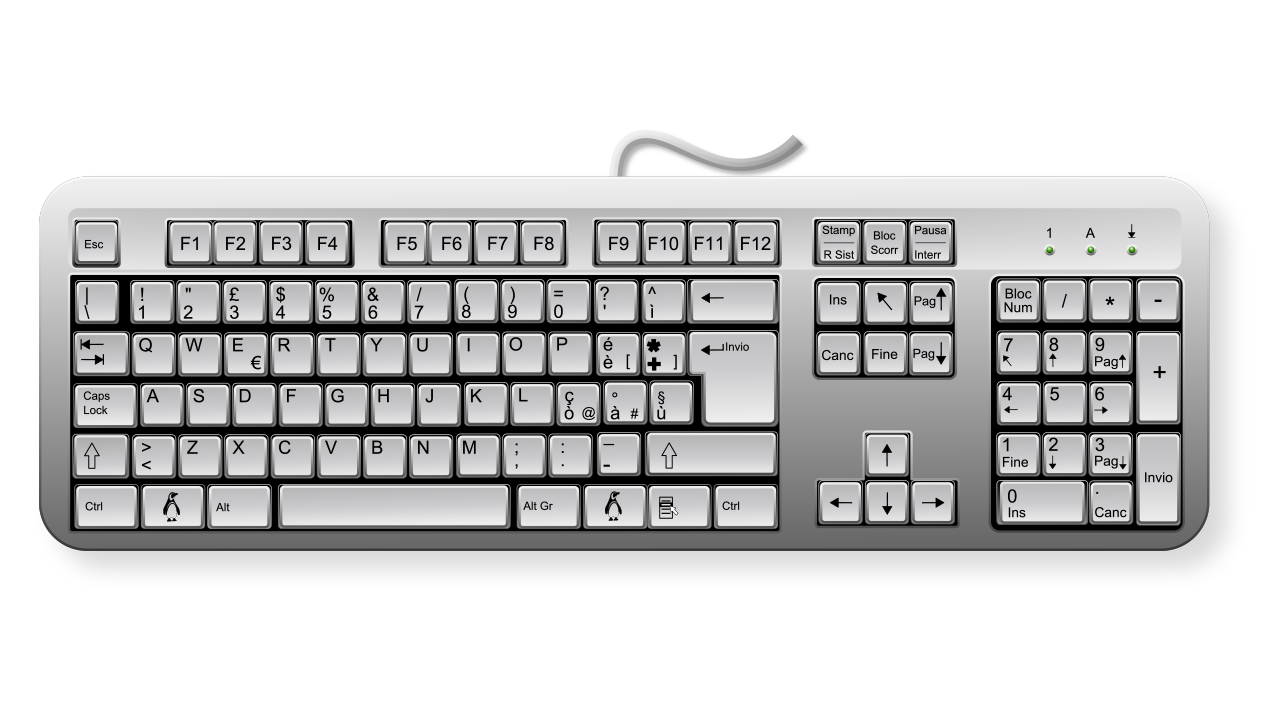 Esc F1 F2 F3 F4 F5 F6 F7 F8 F9 F10 F11 F12
Stamp
R Sist
Bloc
Scorr
Pausa
Interr
1 A
| ! " £ $ % & / ( ) = ? ^
\ 1 2 3 4 5 6 7 8 9 0 ' ì
←
Q W E € R T Y U I O P é è [ * + ] Invio
Caps
Lock
A S D F G H J K L ç ò @ ° à # § ù
> < Z X C V B N M ; , : . _ -
Ctrl Alt Alt Gr Ctrl
Ins ↖ Pag↑
Canc Fine Pag↓
↑
← ↓ →
Bloc
Num
/ * -
7 8 9
↖ ↑ Pag↑
+
4 5 6
← →
1 2 3
Fine ↓ Pag↓
Invio
0 .
Ins Canc